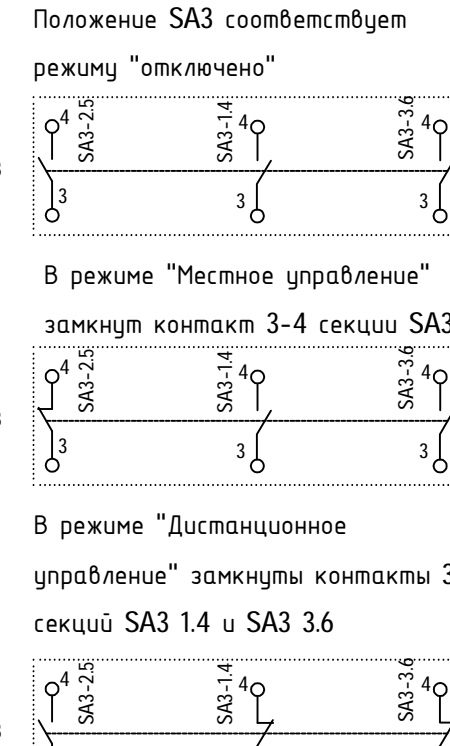 Положение SA3 соответствует
режиму "отключено"
4 SA3-2.5 SA3-1.4 4 SA3-3.6 4
3 3 3
В режиме "Местное управление"
замкнут контакт 3-4 секции SA3
4 SA3-2.5 SA3-1.4 4 SA3-3.6 4
3 3 3
В режиме "Дистанционное
управление" замкнуты контакты 3
секций SA3 1.4 и SA3 3.6
4 SA3-2.5 SA3-1.4 4 SA3-3.6 4